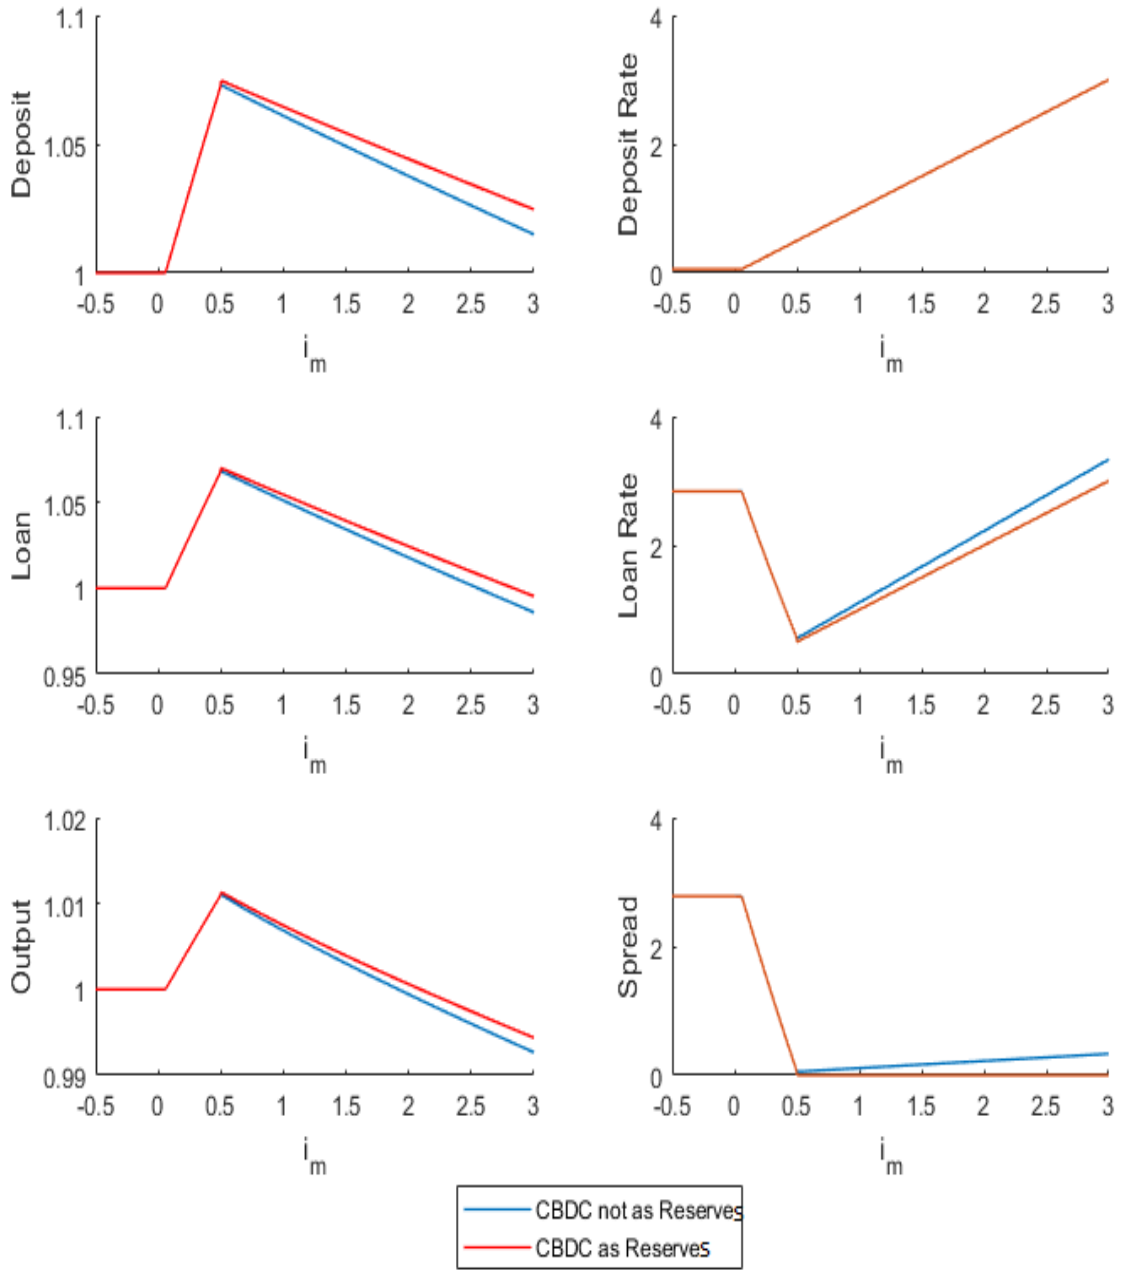 1.1
1.05
1
Deposit
-0.5 0 0.5 1 1.5 2 2.5 3
i_m
4
2
0
Deposit Rate
-0.5 0 0.5 1 1.5 2 2.5 3
i_m
1.1
1.05
1
0.95
Loan
-0.5 0 0.5 1 1.5 2 2.5 3
i_m
4
2
0
Loan Rate
-0.5 0 0.5 1 1.5 2 2.5 3
i_m
1.02
1.01
1
0.99
Output
-0.5 0 0.5 1 1.5 2 2.5 3
i_m
4
2
0
Spread
-0.5 0 0.5 1 1.5 2 2.5 3
i_m
CBDC not as Reserves
CBDC as Reserves